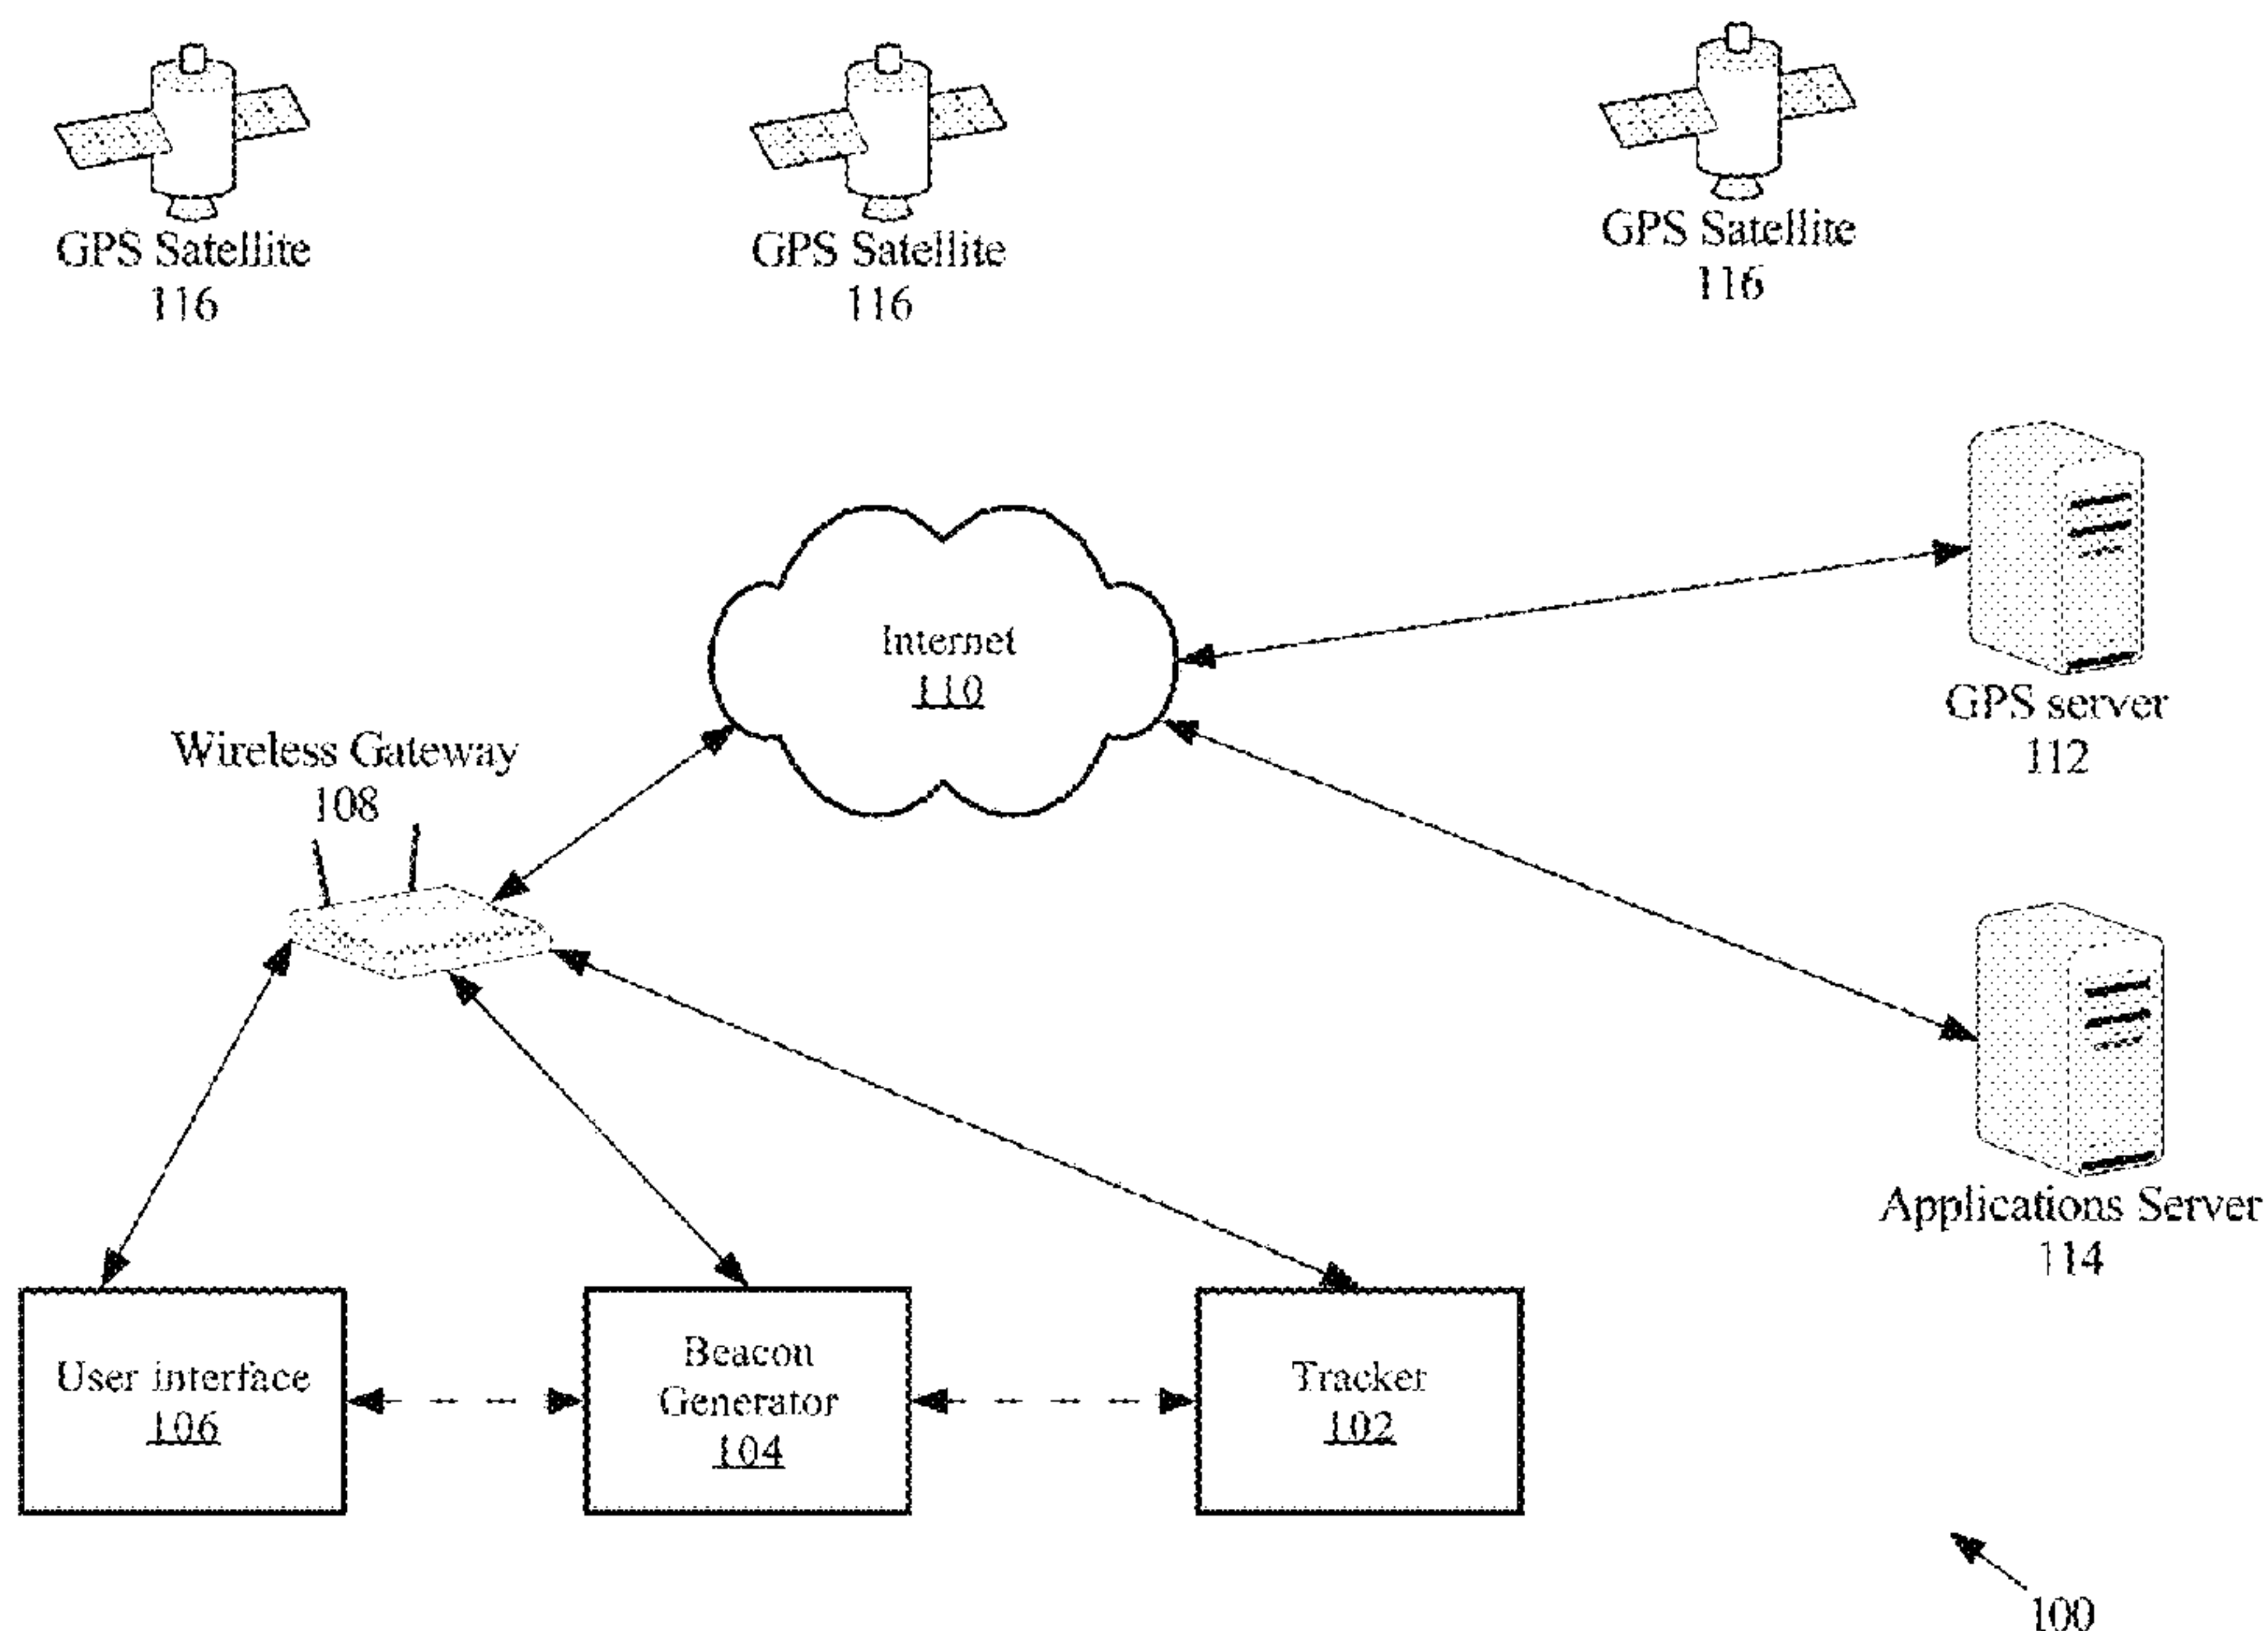 GPS Satellite
116
GPS Satellite
116
GPS Satellite
116
Internet
110
GPS server
112
Wireless Gateway
108
Applications Server
114
User interface
106
Beacon
Generator
104
Tracker
102
100